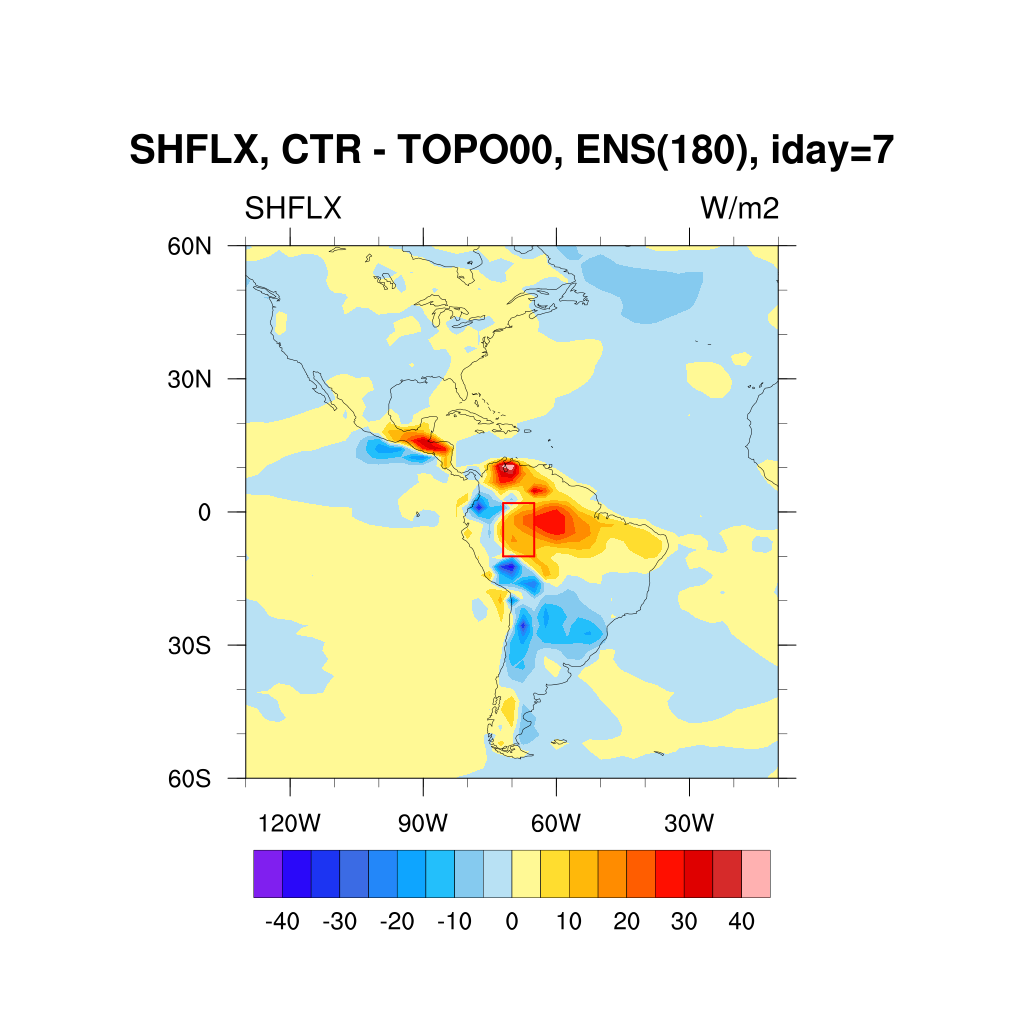 SHFLX, CTR - TOPO00, ENS(180), iday=7
SHFLX W/m2
60N
30N
0
30S
60S
120W 90W 60W 30W
-40 -30 -20 -10 0 10 20 30 40